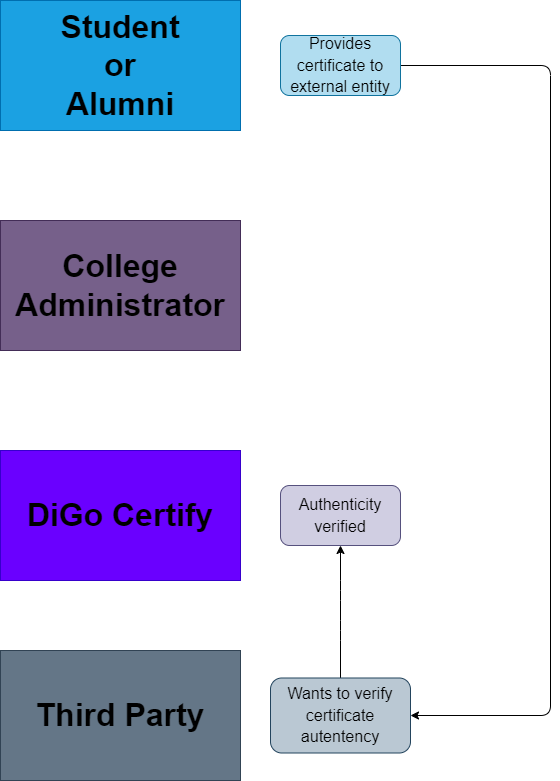 Student
or
Alumni
Provides
certificate to
external entity
College
Administrator
DiGo Certify
Authenticity
verified
Third Party
Wants to verify
certificate
autentency